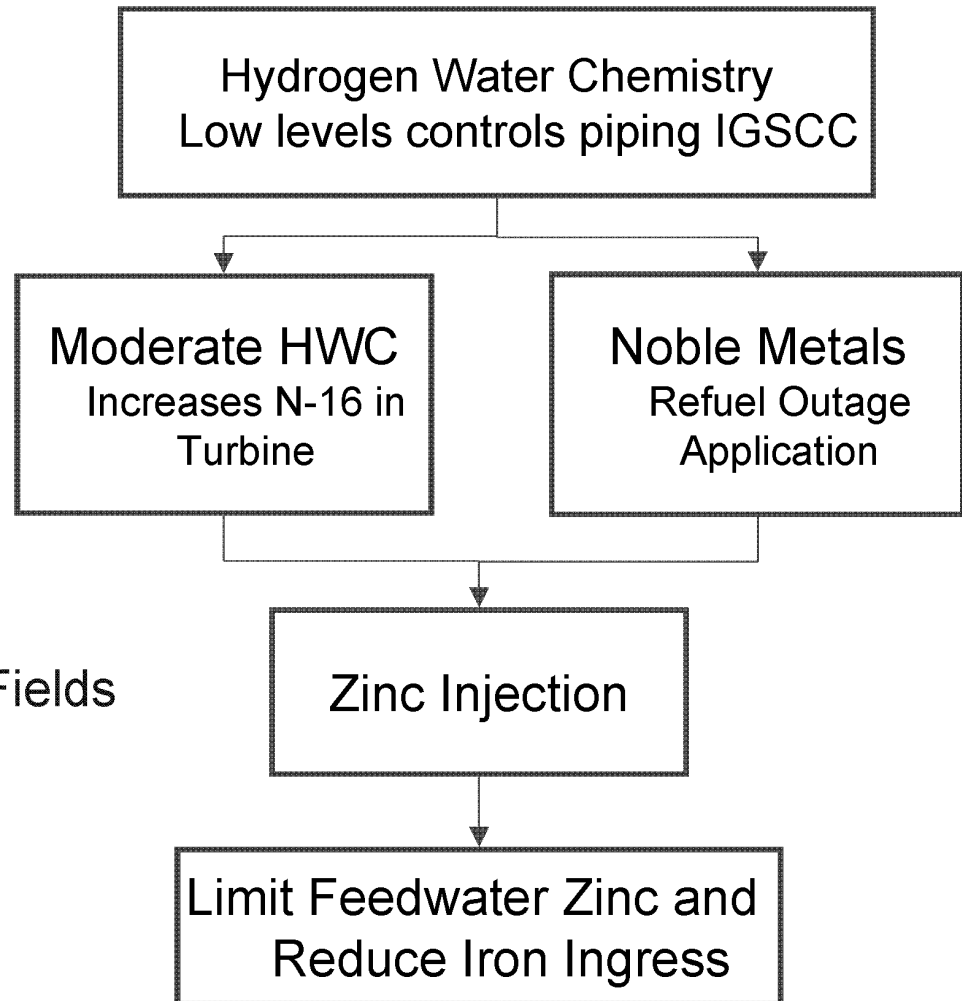 Hydrogen Water Chemistry
Low levels controls piping IGSCC
Moderate HWC
Increases N-16 in
Turbine
Noble Metals
Refuel Outage
Application
Fields
Zinc Injection
Limit Feedwater Zinc and
Reduce Iron Ingress